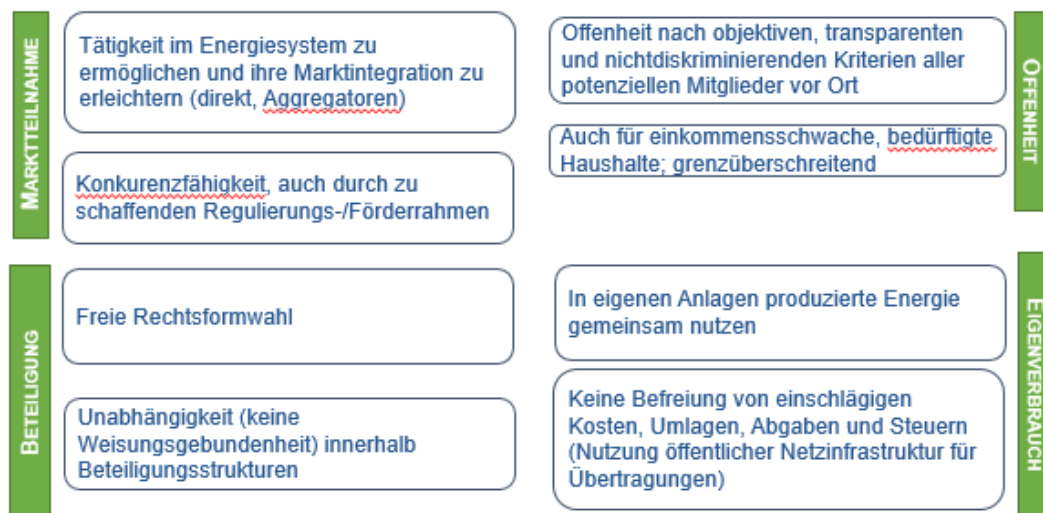 MARKTTEILNAHME
Tätigkeit im Energiesystem zu
ermöglichen und ihre Marktintegration zu
erleichtern (direkt, Aggregatoren)
Konkurenzfähigkeit, auch durch zu
schaffenden Regulierungs-/Förderrahmen
OFFENHEIT
Offenheit nach objektiven, transparenten
und nichtdiskriminierenden Kriterien aller
potenziellen Mitglieder vor Ort
Auch für einkommensschwache, bedürftigte
Haushalte; grenzüberschreitend
BETEILIGUNG
Freie Rechtsformwahl
Unabhängigkeit (keine
Weisungsgebundenheit) innerhalb
Beteiligungsstrukturen
EIGENVERBRAUCH
In eigenen Anlagen produzierte Energie
gemeinsam nutzen
Keine Befreiung von einschlägigen
Kosten, Umlagen, Abgaben und Steuern
(Nutzung öffentlicher Netzinfrastruktur für
Übertragungen)